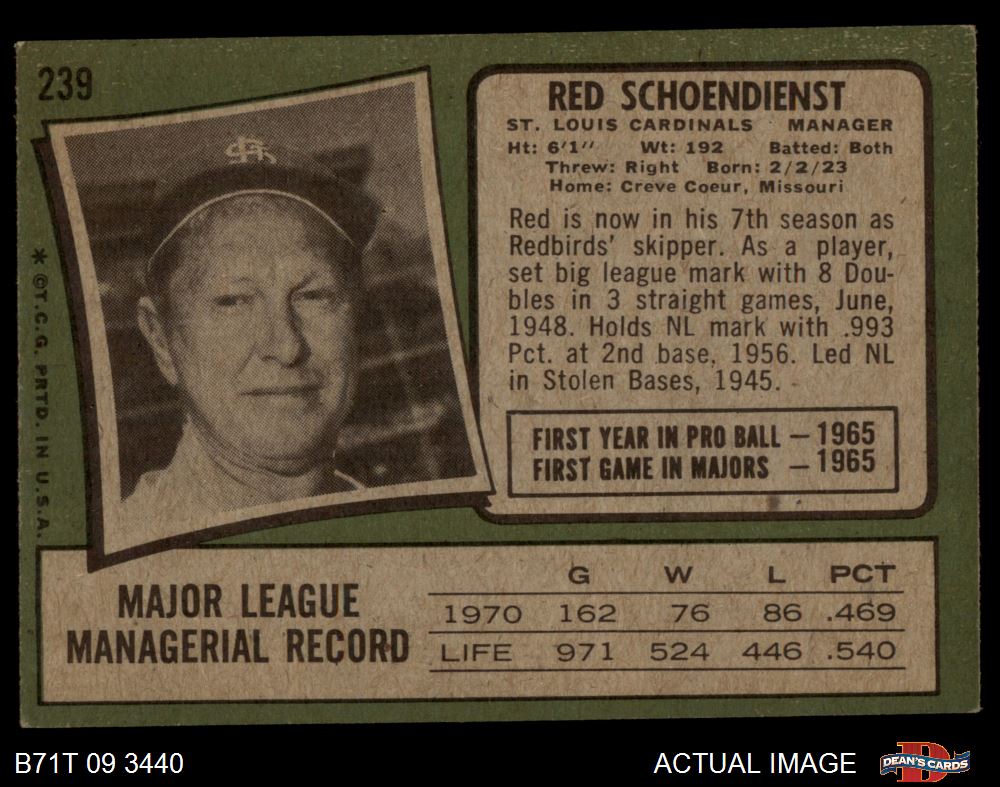 239
RED SCHOENDIENST
ST. LOUIS CARDINALS MANAGER
Ht: 6'1" Wt: 192 Batted: Both
Threw: Right Born: 2/2/23
Home: Creve Coeur, Missouri
Red is now in his 7th season as
Redbirds' skipper. As a player,
set big league mark with 8 Dou-
bles in 3 straight games, June,
1948. Holds NL mark with .993
Pct. at 2nd base, 1956. Led NL
in Stolen Bases, 1945.
FIRST YEAR IN PRO BALL — 1965
FIRST GAME IN MAJORS — 1965
* ©T.C.G. PRTD. IN U.S.A.
MAJOR LEAGUE
MANAGERIAL RECORD
G W L PCT
1970 162 76 86 .469
LIFE 971 524 446 .540
B71T 09 3440
ACTUAL IMAGE
DEAN'S CARDS